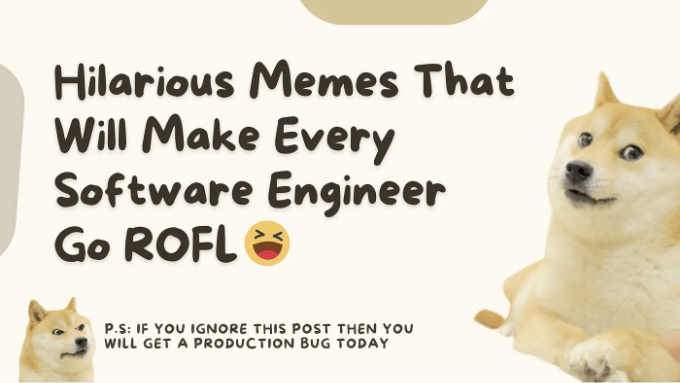 Hilarious Memes That
Will Make Every
Software Engineer
Go ROFL😆
P.S: IF YOU IGNORE THIS POST THEN YOU
WILL GET A PRODUCTION BUG TODAY